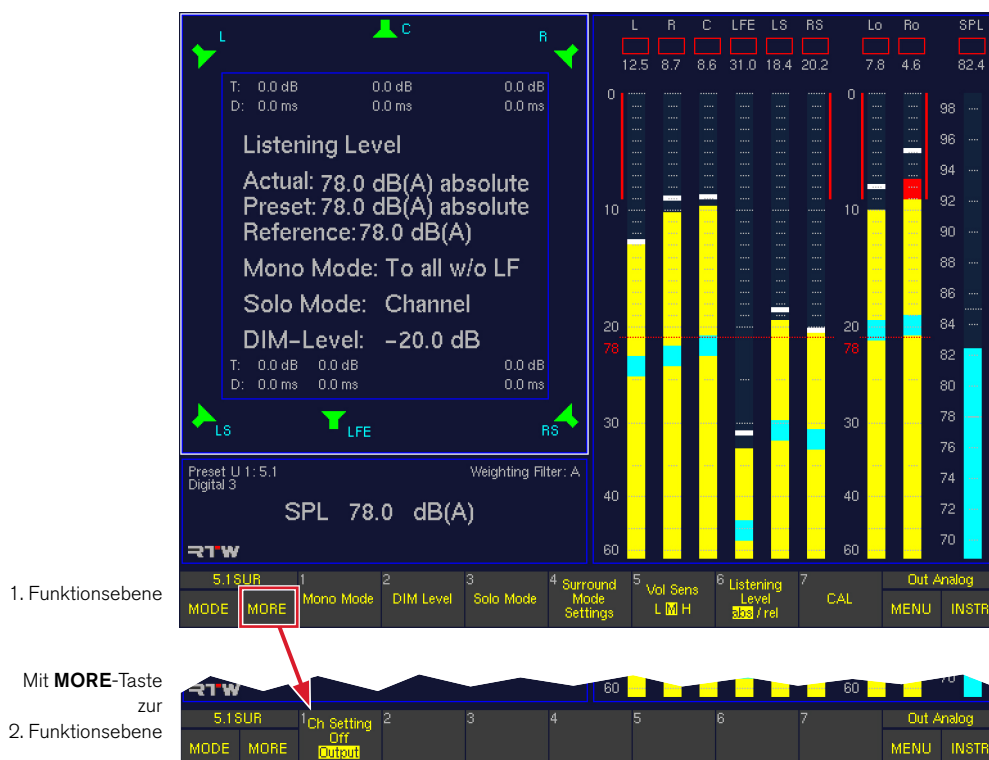 L C R
T: 0.0 dB 0.0 dB 0.0 dB
D: 0.0 ms 0.0 ms 0.0 ms
Listening Level
Actual: 78.0 dB(A) absolute
Preset: 78.0 dB(A) absolute
Reference: 78.0 dB(A)
Mono Mode: To all w/o LF
Solo Mode: Channel
DIM-Level: -20.0 dB
T: 0.0 dB 0.0 dB 0.0 dB
D: 0.0 ms 0.0 ms 0.0 ms
LS LFE RS
Preset U 1: 5.1 Weighting Filter: A
Digital 3
SPL 78.0 dB(A)
RTW
L R C LFE LS RS Lo Ro SPL
12.5 8.7 8.6 31.0 18.4 20.2 7.8 4.6 82.4
0 0
98
96
94
92
10 10
90
88
86
84
20 20
78 78
82
80
78
30 30
76
74
40 40
72
70
60 60
1. Funktionsebene
5.1SUR 1 2 3 4 5 6 7 Out Analog
MODE MORE Mono Mode DIM Level Solo Mode Surround Mode Settings Vol Sens L M H Listening Level abs / rel CAL MENU INSTR
Mit MORE-Taste
zur
2. Funktionsebene
RTW 60 60 70
5.1SUR 1 2 3 4 5 6 7 Out Analog
MODE MORE Ch Setting Off Output MENU INSTR